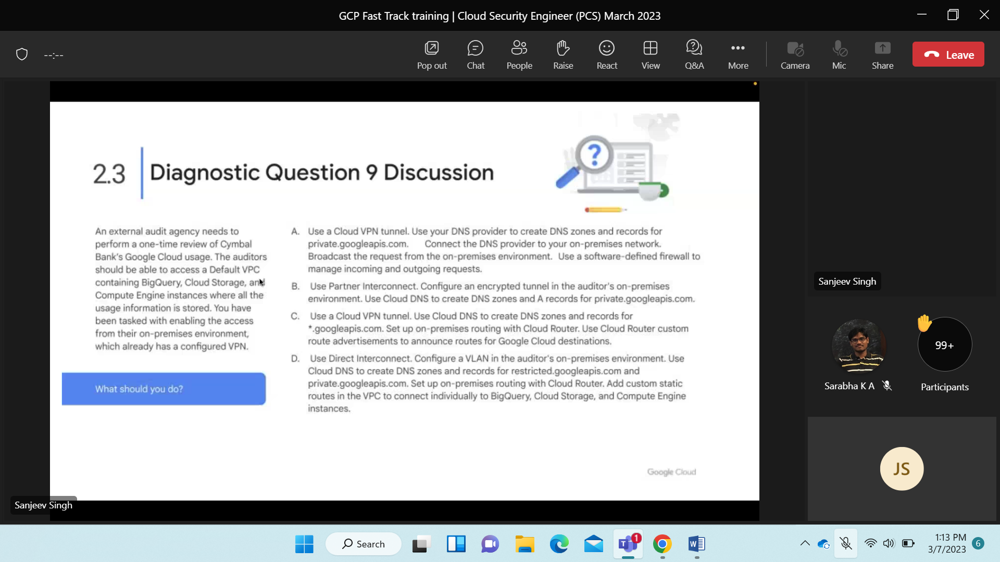 GCP Fast Track training | Cloud Security Engineer (PCS) March 2023
--:--
Pop out
Chat
People
Raise
React
View
Q&A
More
Camera
Mic
Share
Leave
2.3
Diagnostic Question 9 Discussion
An external audit agency needs to
perform a one-time review of Cymbal
Bank's Google Cloud usage. The auditors
should be able to access a Default VPC
containing BigQuery, Cloud Storage, and
Compute Engine instances where all the
usage information is stored. You have
been tasked with enabling the access
from their on-premises environment,
which already has a configured VPN.
What should you do?
A. Use a Cloud VPN tunnel. Use your DNS provider to create DNS zones and records for
private.googleapis.com. Connect the DNS provider to your on-premises network.
Broadcast the request from the on-premises environment. Use a software-defined firewall to
manage incoming and outgoing requests.
B. Use Partner Interconnect. Configure an encrypted tunnel in the auditor's on-premises
environment. Use Cloud DNS to create DNS zones and A records for private.googleapis.com.
C. Use a Cloud VPN tunnel. Use Cloud DNS to create DNS zones and records for
*.googleapis.com. Set up on-premises routing with Cloud Router. Use Cloud Router custom
route advertisements to announce routes for Google Cloud destinations.
D. Use Direct Interconnect. Configure a VLAN in the auditor's on-premises environment. Use
Cloud DNS to create DNS zones and records for restricted.googleapis.com and
private.googleapis.com. Set up on-premises routing with Cloud Router. Add custom static
routes in the VPC to connect individually to BigQuery, Cloud Storage, and Compute Engine
instances.
Google Cloud
Sanjeev Singh
Sanjeev Singh
Sarabha K A
99+
Participants
JS
Search
T
1
W
1:13 PM
3/7/2023
6